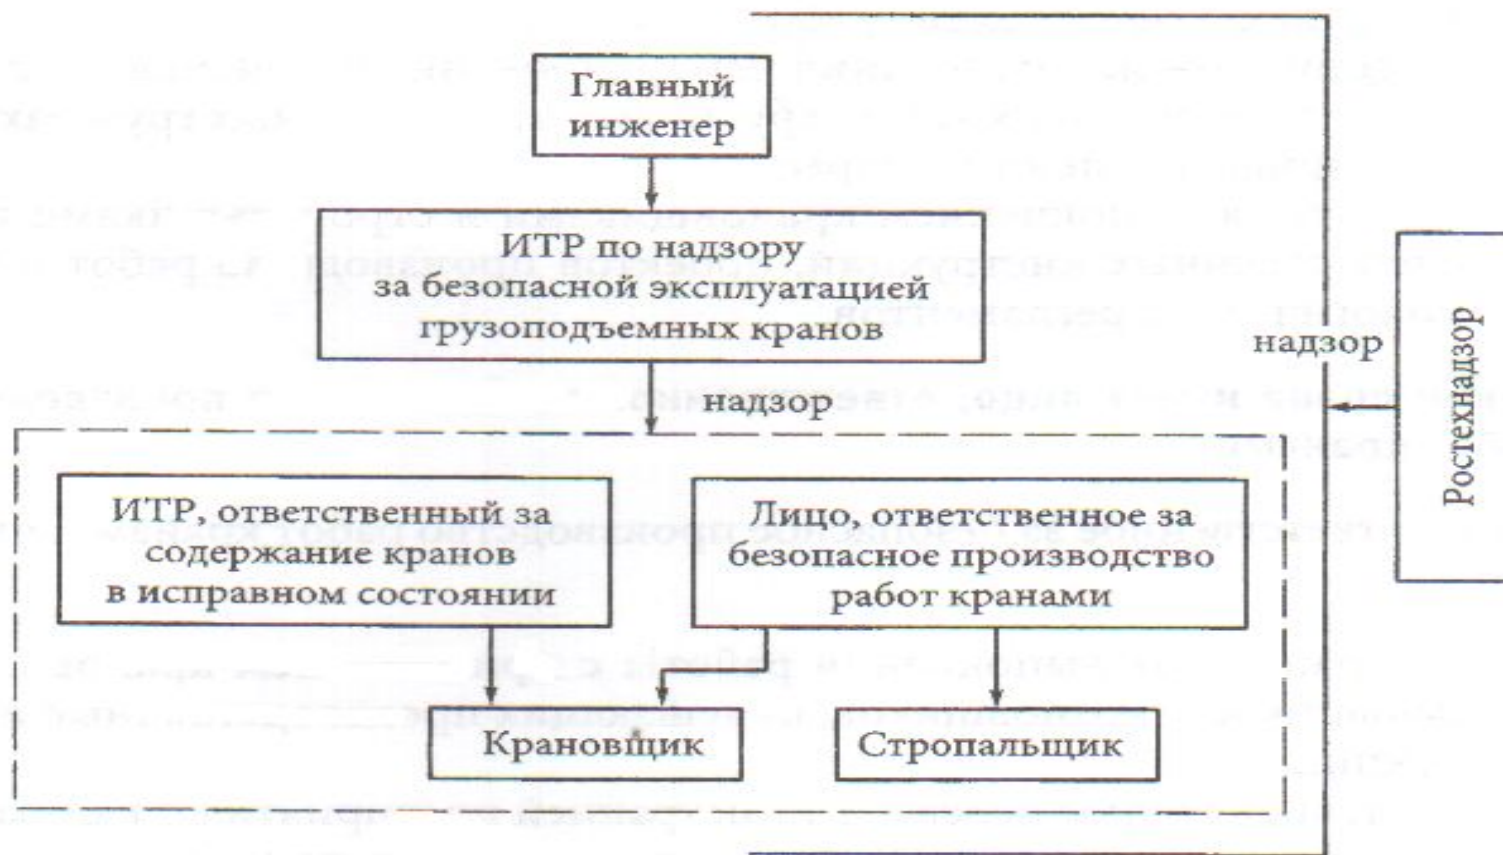 Главный
инженер
ИТР по надзору
за безопасной эксплуатацией
грузоподъемных кранов
надзор
ИТР, ответственный за
содержание кранов
в исправном состоянии
Лицо, ответственное за
безопасное производство
работ кранами
Крановщик
Стропальщик
надзор
Ростехнадзор